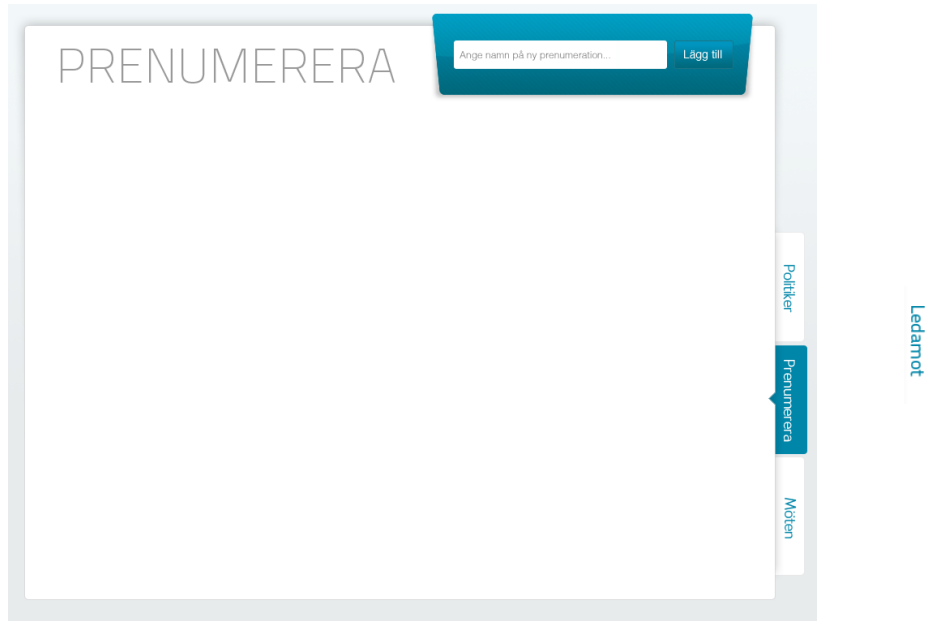 PRENUMERERA
Ange namn på ny prenumeration...
Lägg till
Politiker
Prenumerera
Möten
Ledamot